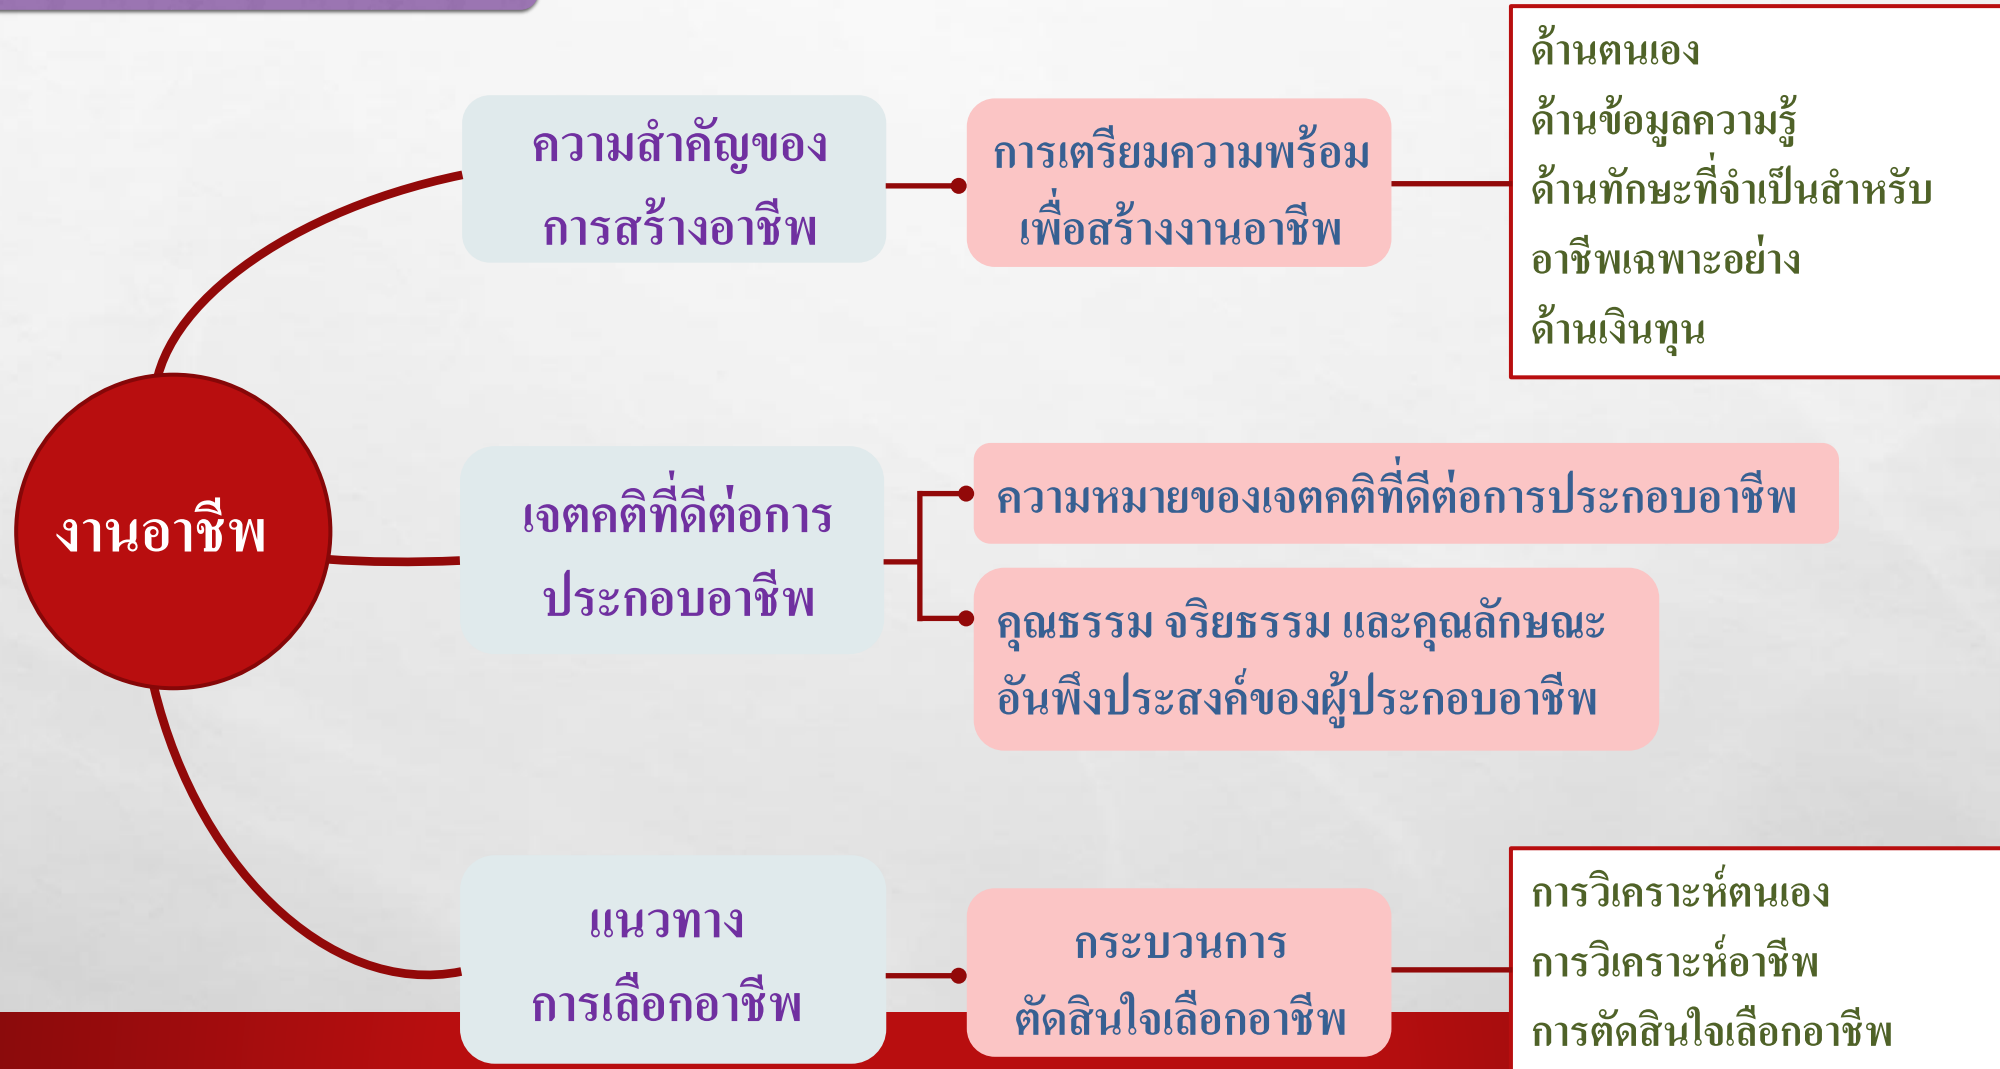 งานอาชีพ
ความสำคัญของ
การสร้างอาชีพ
การเตรียมความพร้อม
เพื่อสร้างงานอาชีพ
ด้านตนเอง
ด้านข้อมูลความรู้
ด้านทักษะที่จำเป็นสำหรับ
อาชีพเฉพาะอย่าง
ด้านเงินทุน
เจตคติที่ดีต่อการ
ประกอบอาชีพ
ความหมายของเจตคติที่ดีต่อการประกอบอาชีพ
คุณธรรม จริยธรรม และคุณลักษณะ
อันพึงประสงค์ของผู้ประกอบอาชีพ
แนวทาง
การเลือกอาชีพ
กระบวนการ
ตัดสินใจเลือกอาชีพ
การวิเคราะห์ตนเอง
การวิเคราะห์อาชีพ
การตัดสินใจเลือกอาชีพ